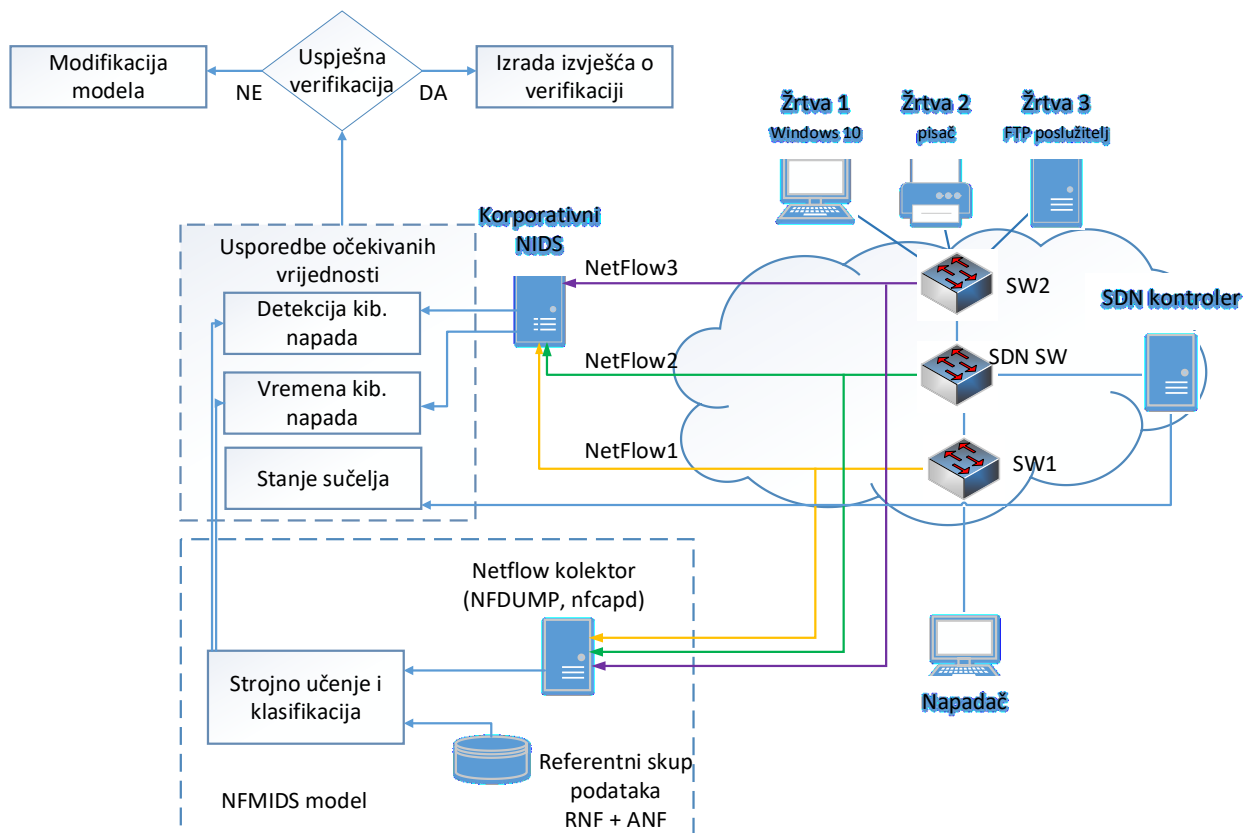 Modifikacija
modela
Uspješna
verifikacija
Izrada izvješća o
verifikaciji
NE
DA
Žrtva 1
Windows 10
Žrtva 2
pisač
Žrtva 3
FTP poslužitelj
Korporativni
NIDS
Usporedbe očekivanih
vrijednosti
Detekcija kib.
napada
Vremena kib.
napada
Stanje sučelja
NetFlow3
NetFlow2
NetFlow1
SW2
SDN SW
SW1
SDN kontroler
Netflow kolektor
(NFDUMP, nfcapd)
Strojno učenje i
klasifikacija
Napadač
Referentni skup
podataka
RNF + ANF
NFMIDS model